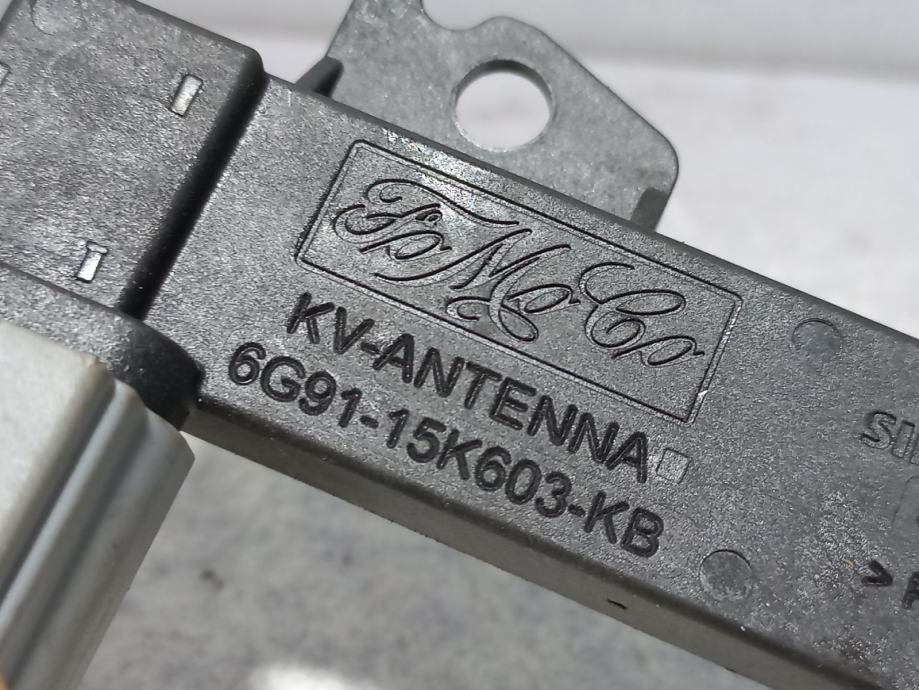 FoMoCo
KV-ANTENNA
6G91-15K603-KB